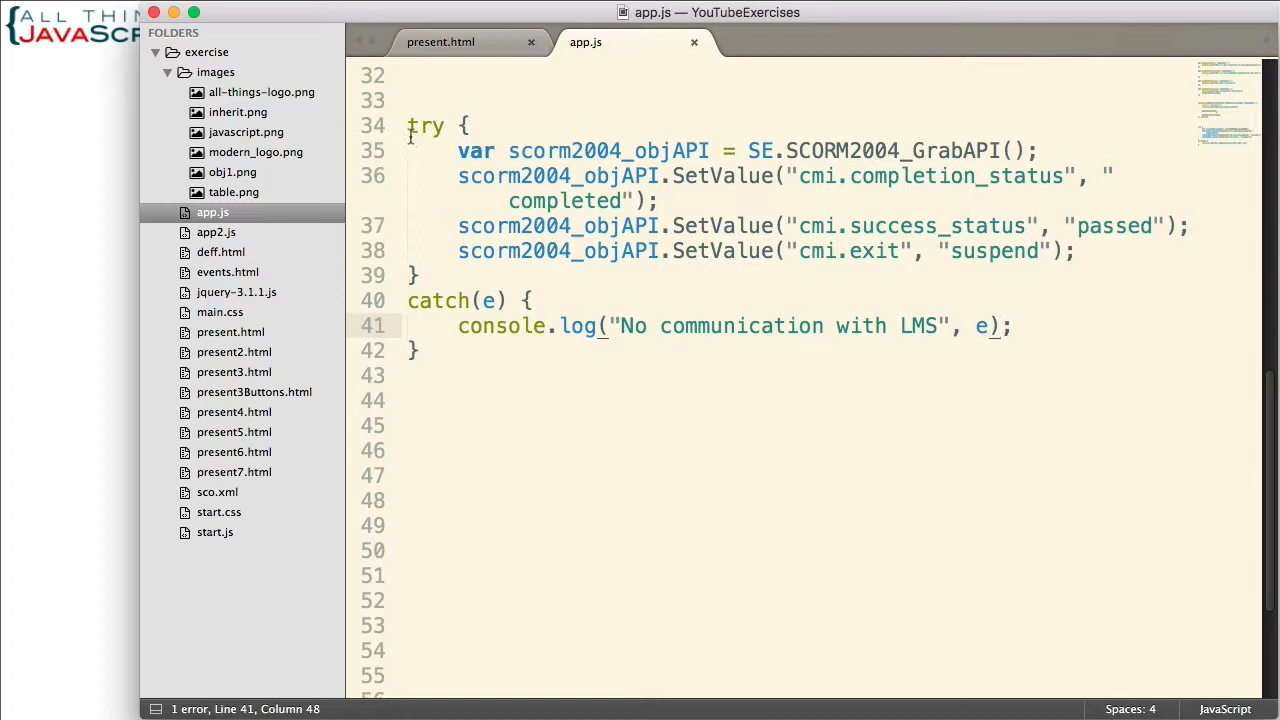 {ALL THIN
JAVASCR
app.js — YouTubeExercises
FOLDERS
exercise
images
all-things-logo.png
inherit.png
javascript.png
modern_logo.png
obj1.png
table.png
app.js
app2.js
deff.html
events.html
jquery-3.1.1.js
main.css
present.html
present2.html
present3.html
present3Buttons.html
present4.html
present5.html
present6.html
present7.html
sco.xml
start.css
start.js
present.html
app.js
32
33
34 try {
35 var scorm2004_objAPI = SE.SCORM2004_GrabAPI();
36 scorm2004_objAPI.SetValue("cmi.completion_status", "
completed");
37 scorm2004_objAPI.SetValue("cmi.success_status", "passed");
38 scorm2004_objAPI.SetValue("cmi.exit", "suspend");
39 }
40 catch(e) {
41 console.log("No communication with LMS", e);
42 }
43
44
45
46
47
48
49
50
51
52
53
54
55
56
1 error, Line 41, Column 48
Spaces: 4
JavaScript